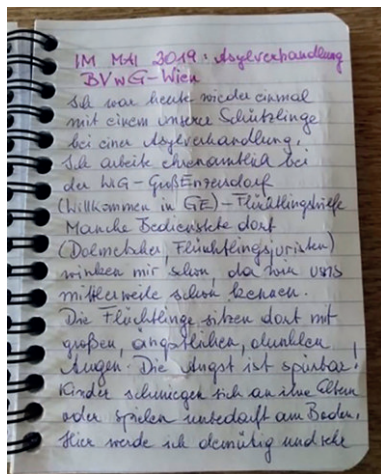 IM MAI 2019: Asylverhandlung
BVwG-Wien
Ich war heute wieder einmal
mit einem unserer Schützlinge
bei einer Asylverhandlung.
Ich arbeite ehrenamtlich bei
der WiG-GroßEnzersdorf
(Willkommen in GE)-Flüchtlingshilfe
Manche Bedienstete dort
(Dolmetscher, Flüchtlingsjuristen)
winken mir schon, da wir uns
mittlerweile schon kennen.
Die Flüchtlinge sitzen dort mit
großen, ängstlichen, dunklen
Augen. Die Angst ist spürbar!
Kinder schmiegen sich an ihre Eltern
oder spielen unbedarft am Boden.
Hier werde ich demütig und sehr